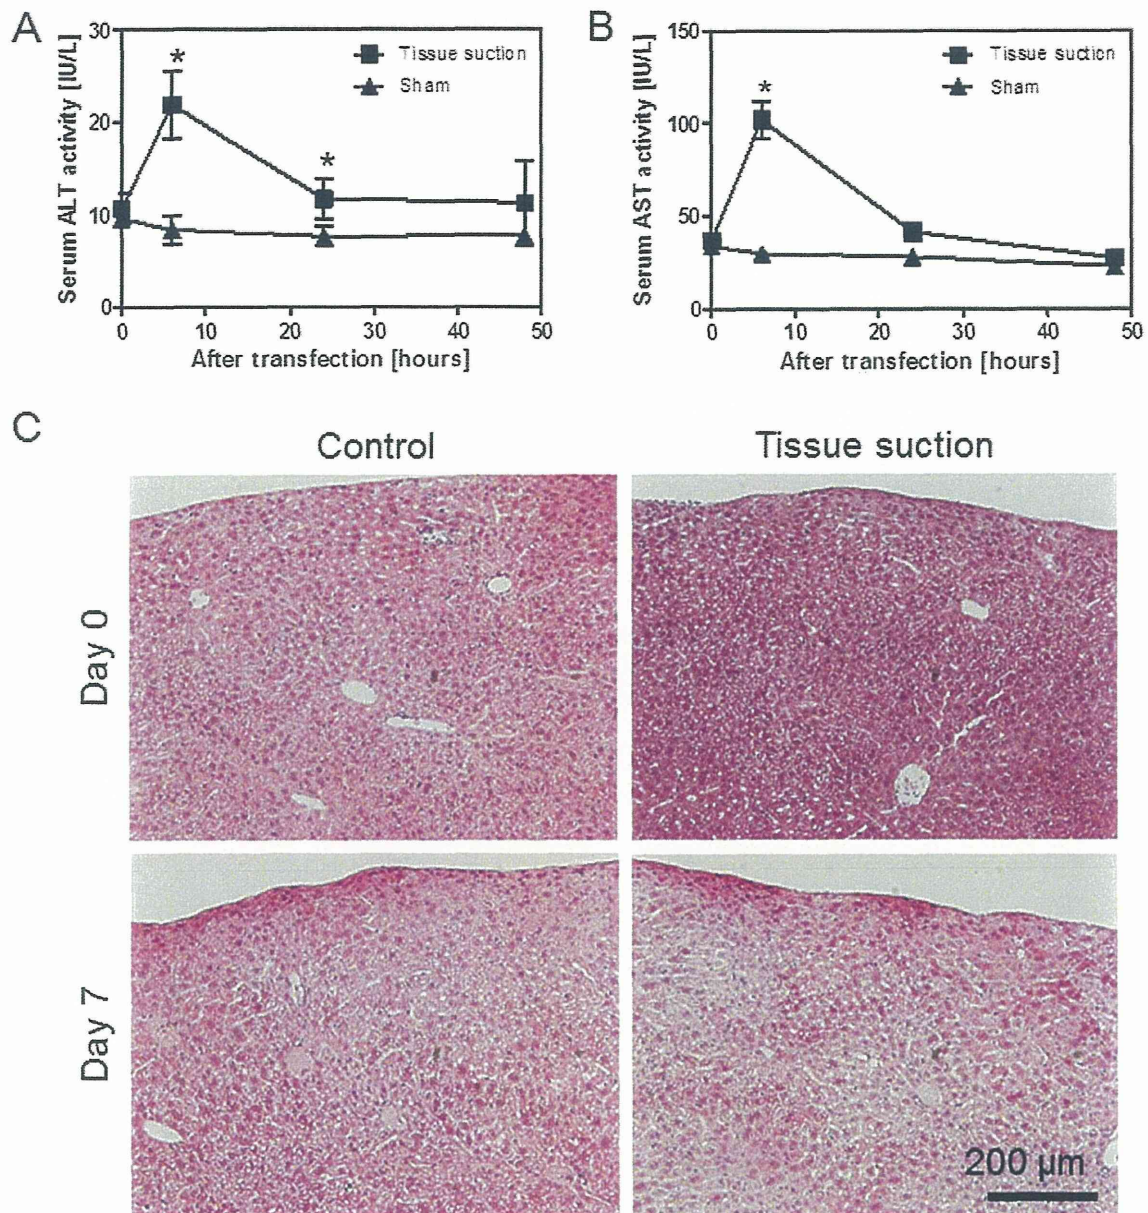 A
Serum ALT activity [IU/L]
30
20
10
0
Tissue suction
Sham
*
*
0 10 20 30 40 50
After transfection [hours]
B
Serum AST activity [IU/L]
150
100
50
0
Tissue suction
Sham
*
0 10 20 30 40 50
After transfection [hours]
C
Control Tissue suction
Day 0
Day 7
200 µm